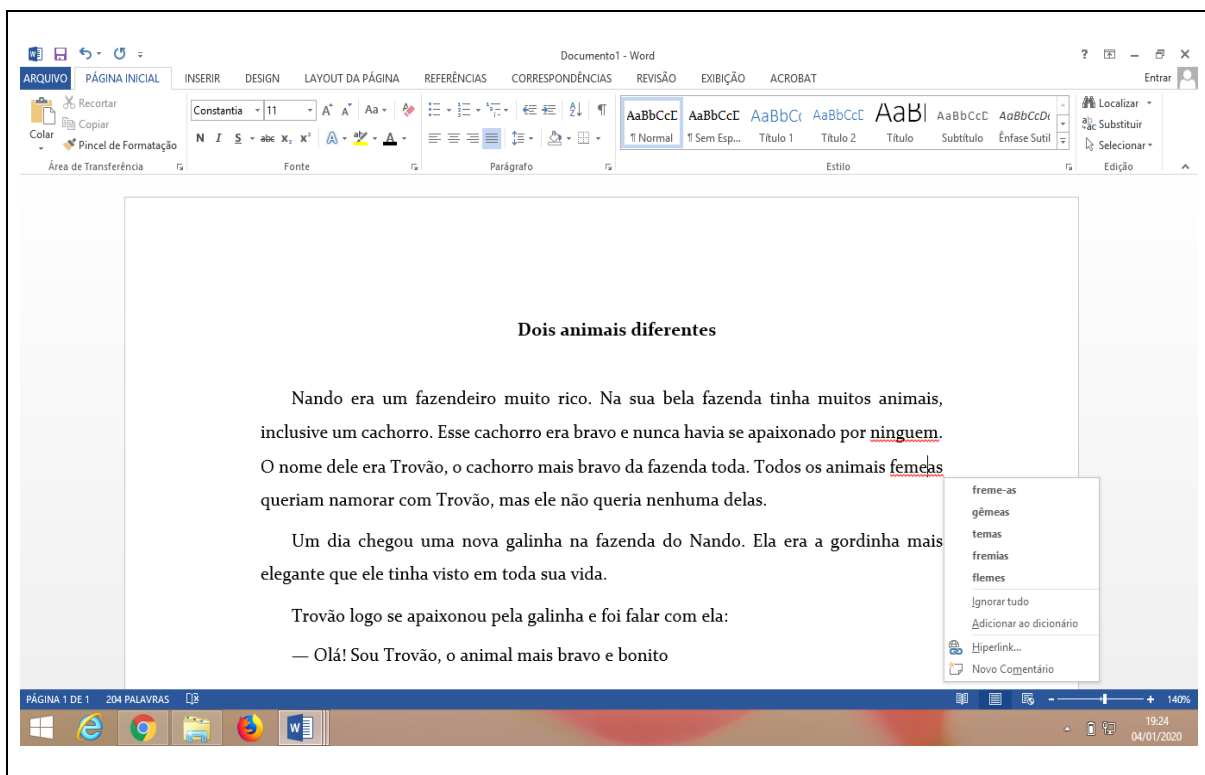 Documento1 - Word
ARQUIVO PÁGINA INICIAL INSERIR DESIGN LAYOUT DA PÁGINA REFERÊNCIAS CORRESPONDÊNCIAS REVISÃO EXIBIÇÃO ACROBAT Entrar
Colar
Recortar
Copiar
Pincel de Formatação
Área de Transferência
Constantia 11
N I S abc X₂ X²
Fonte
Parágrafo
AaBbCcD AaBbCcD AaBbC AaBbCcD AaBl AaBbCcD AaBbCcD
¶ Normal ¶ Sem Esp... Título 1 Título 2 Título Subtítulo Ênfase Sutil
Estilo
Localizar
Substituir
Selecionar
Edição
Dois animais diferentes
Nando era um fazendeiro muito rico. Na sua bela fazenda tinha muitos animais,
inclusive um cachorro. Esse cachorro era bravo e nunca havia se apaixonado por ninguem.
O nome dele era Trovão, o cachorro mais bravo da fazenda toda. Todos os animais femeas
queriam namorar com Trovão, mas ele não queria nenhuma delas.
Um dia chegou uma nova galinha na fazenda do Nando. Ela era a gordinha mais
elegante que ele tinha visto em toda sua vida.
Trovão logo se apaixonou pela galinha e foi falar com ela:
— Olá! Sou Trovão, o animal mais bravo e bonito
freme-as
gêmeas
temas
fremias
flemes
Ignorar tudo
Adicionar ao dicionário
Hiperlink...
Novo Comentário
PÁGINA 1 DE 1 204 PALAVRAS 140%
19:24
04/01/2020